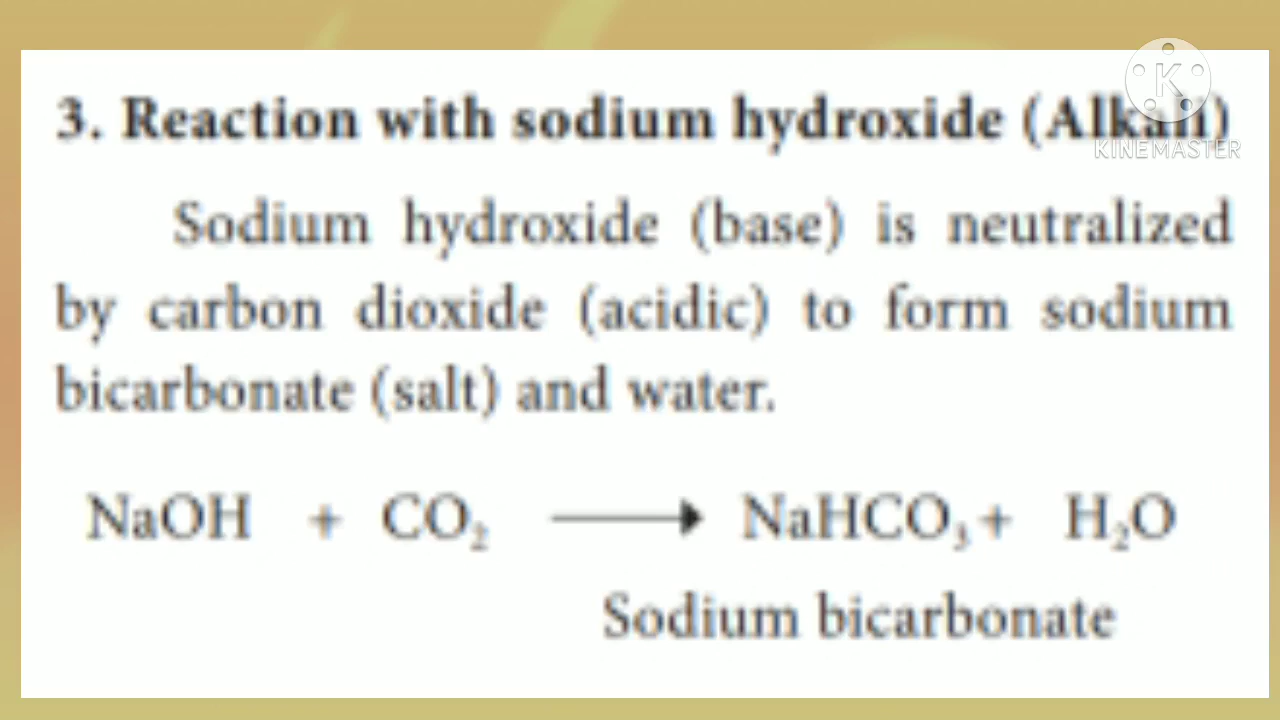 3. Reaction with sodium hydroxide (Alkali)
K
KINEMASTER
Sodium hydroxide (base) is neutralized
by carbon dioxide (acidic) to form sodium
bicarbonate (salt) and water.
NaOH + CO₂ ⟶ NaHCO₃ + H₂O
Sodium bicarbonate